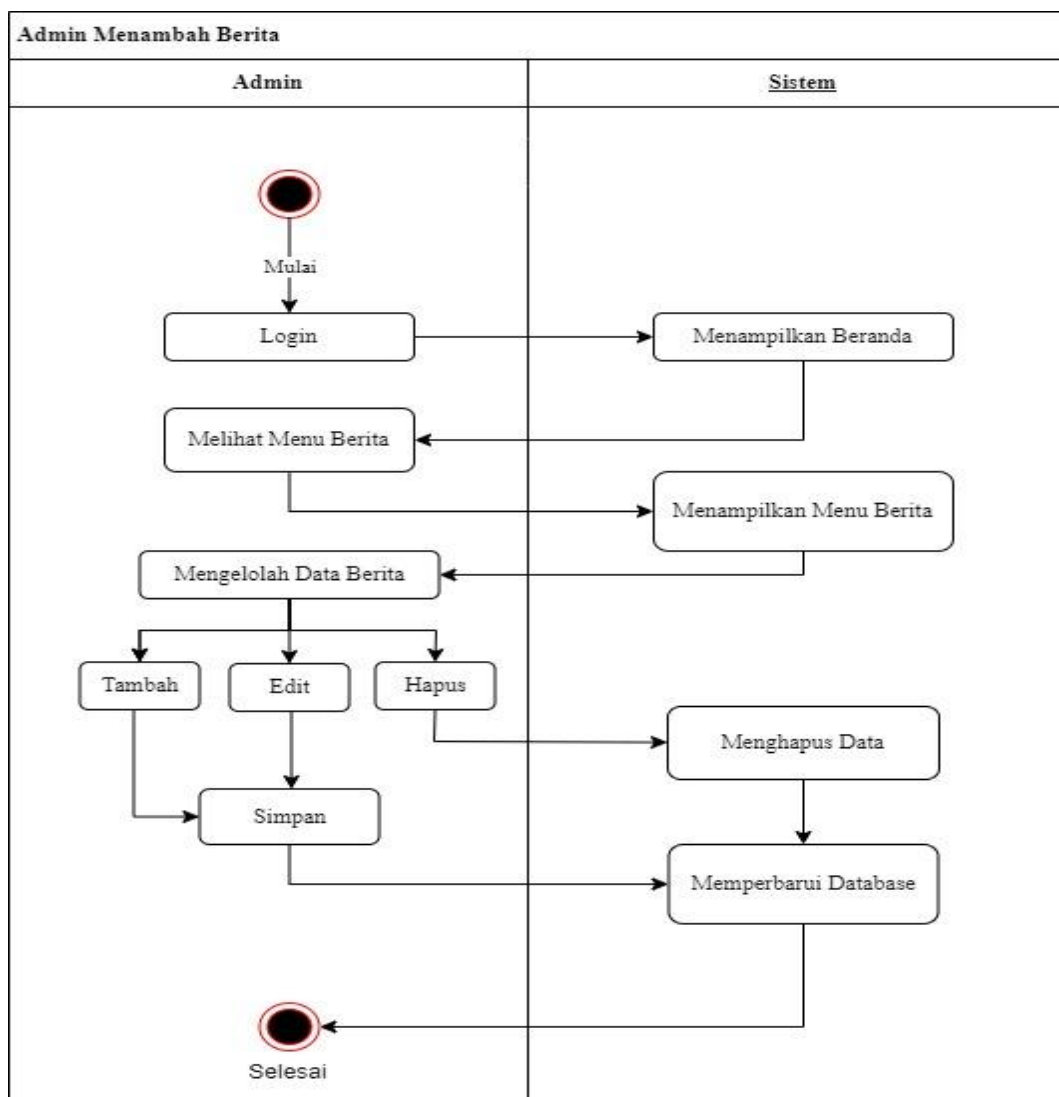 Admin Menambah Berita
Admin
Sistem
Mulai
Login
Menampilkan Beranda
Melihat Menu Berita
Menampilkan Menu Berita
Mengelolah Data Berita
Tambah
Edit
Hapus
Menghapus Data
Simpan
Memperbarui Database
Selesai